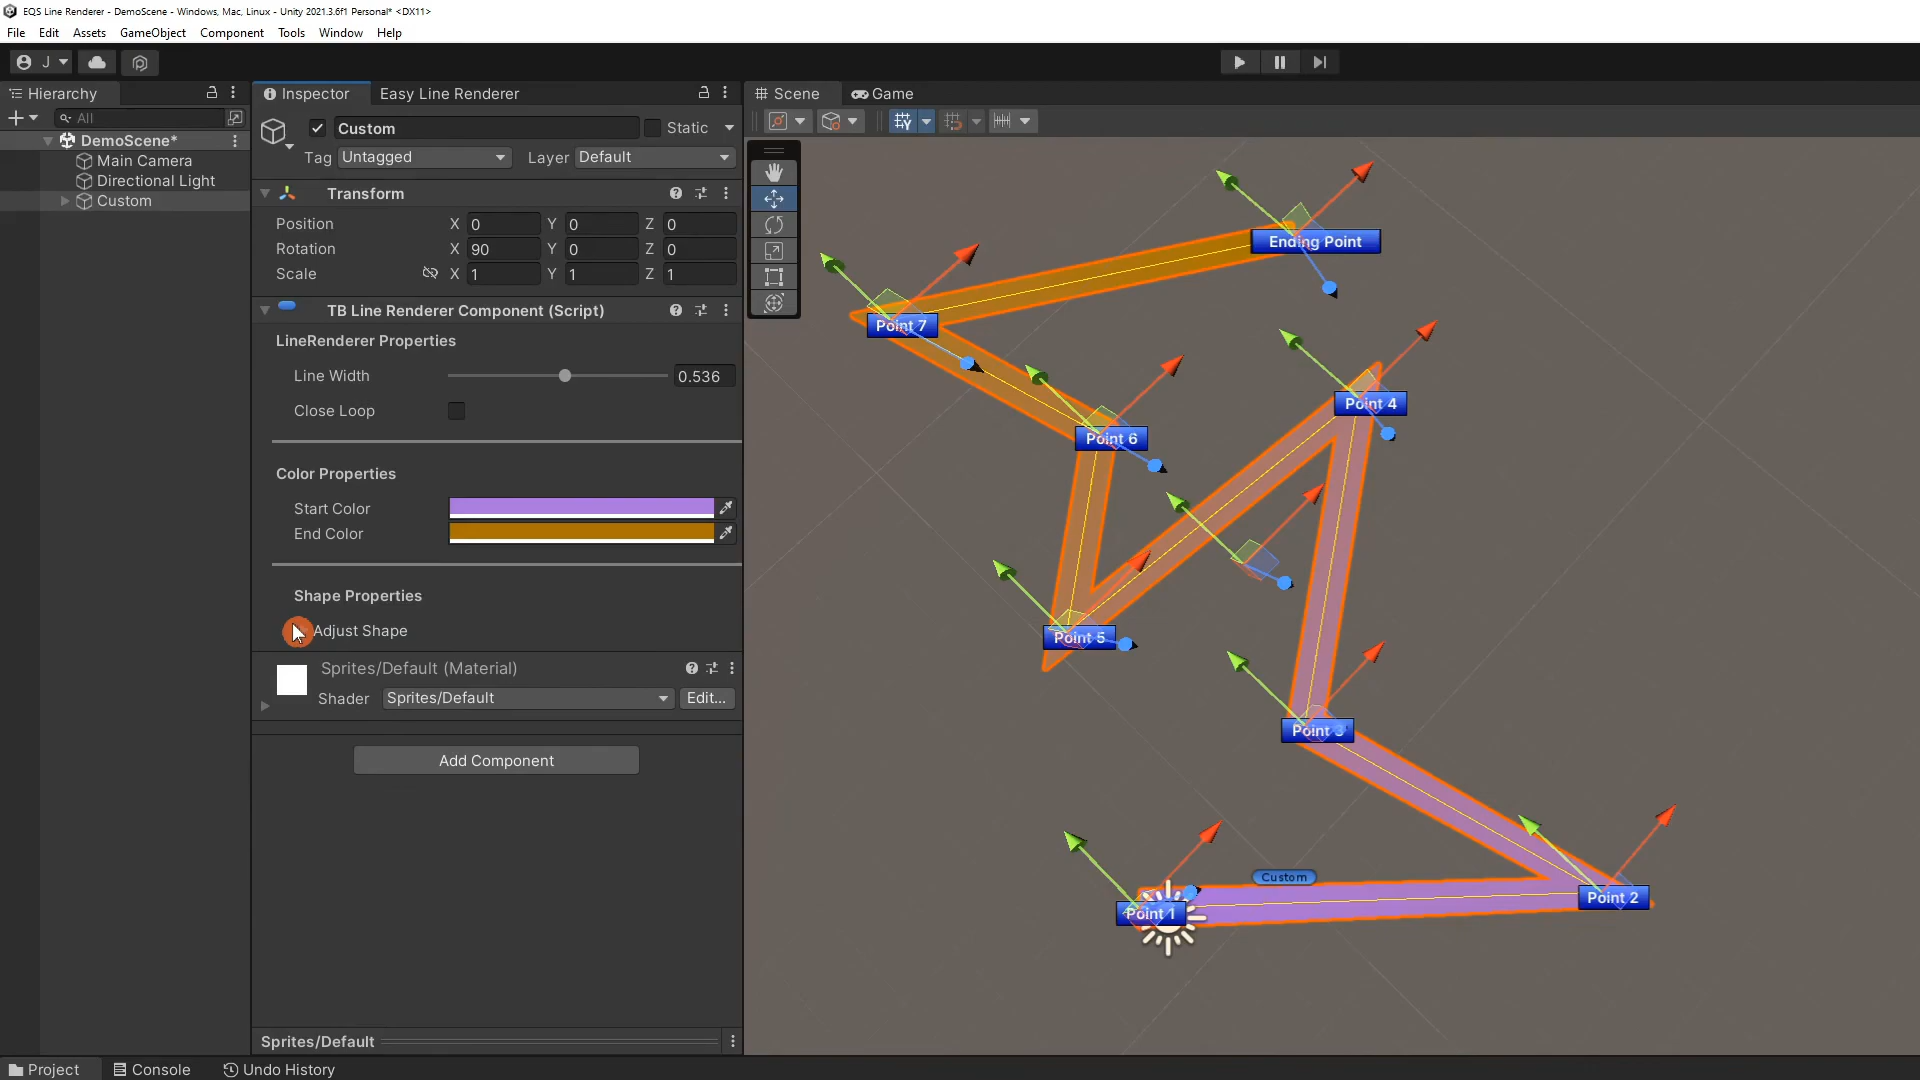 EQS Line Renderer - DemoScene - Windows, Mac, Linux - Unity 2021.3.6f1 Personal* <DX11>
File Edit Assets GameObject Component Tools Window Help
J
Hierarchy
All
DemoScene*
Main Camera
Directional Light
Custom
Inspector Easy Line Renderer
Custom Static
Tag Untagged Layer Default
Transform
Position X 0 Y 0 Z 0
Rotation X 90 Y 0 Z 0
Scale X 1 Y 1 Z 1
TB Line Renderer Component (Script)
LineRenderer Properties
Line Width 0.536
Close Loop
Color Properties
Start Color
End Color
Shape Properties
Adjust Shape
Sprites/Default (Material)
Shader Sprites/Default Edit...
Add Component
Sprites/Default
Scene Game
Ending Point
Point 7
Point 4
Point 6
Point 5
Point 3
Custom
Point 2
Point 1
Project Console Undo History